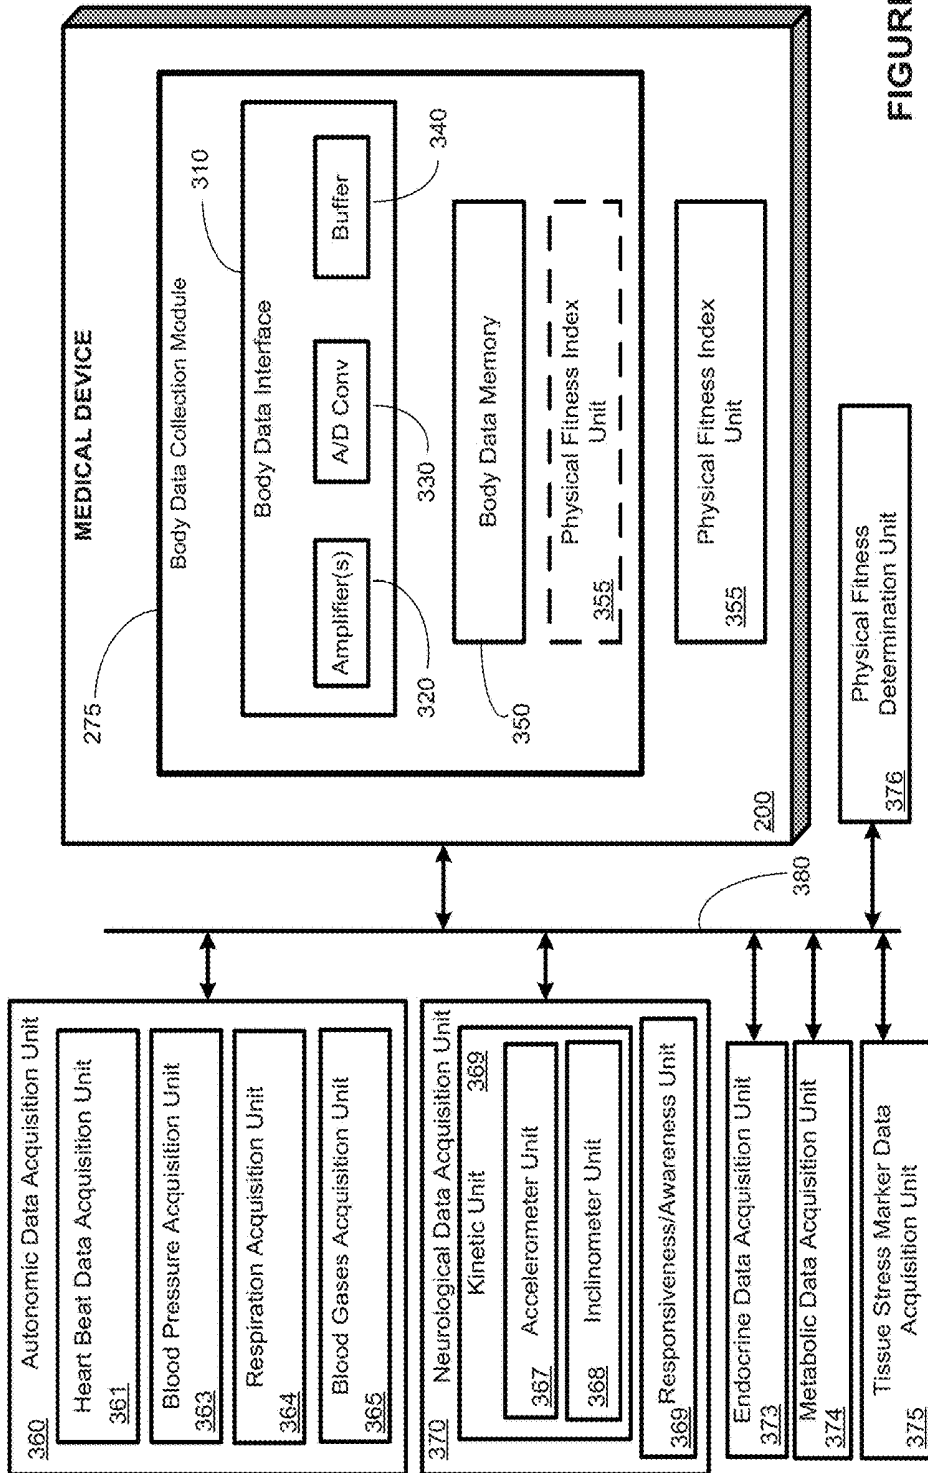 360
Autonomic Data Acquisition Unit
Heart Beat Data Acquisition Unit
361
Blood Pressure Acquisition Unit
363
Respiration Acquisition Unit
364
Blood Gases Acquisition Unit
365
370
Neurological Data Acquisition Unit
Kinetic Unit
369
Accelerometer Unit
367
Inclinometer Unit
368
Responsiveness/Awareness Unit
369
Endocrine Data Acquisition Unit
373
Metabolic Data Acquisition Unit
374
Tissue Stress Marker Data
Acquisition Unit
375
380
MEDICAL DEVICE
275
Body Data Collection Module
310
Body Data Interface
Amplifier(s)
A/D Conv
Buffer
320
330
340
Body Data Memory
350
Physical Fitness Index
Unit
355
Physical Fitness Index
Unit
355
200
Physical Fitness
Determination Unit
376